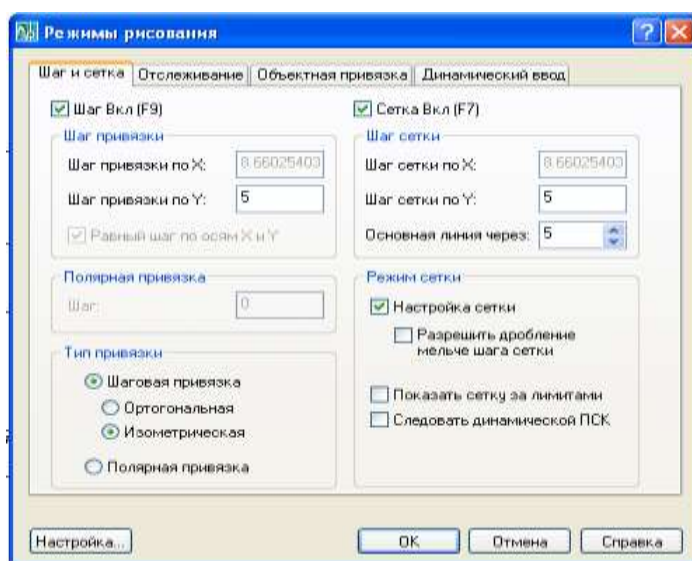 Режимы рисования
Шаг и сетка Отслеживание Объектная привязка Динамический ввод
Шаг Вкл (F9)
Шаг привязки
Шаг привязки по X: 8.66025403
Шаг привязки по Y: 5
Равный шаг по осям X и Y
Полярная привязка
Шаг: 0
Тип привязки
Шаговая привязка
Ортогональная
Изометрическая
Полярная привязка
Сетка Вкл (F7)
Шаг сетки
Шаг сетки по X: 8.66025403
Шаг сетки по Y: 5
Основная линия через: 5
Режим сетки
Настройка сетки
Разрешить дробление
мельче шага сетки
Показать сетку за лимитами
Следовать динамической ПСК
Настройка... ОК Отмена Справка